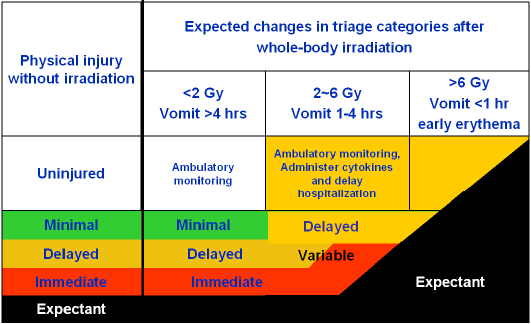 Physical injury
without irradiation
Expected changes in triage categories after
whole-body irradiation
<2 Gy
Vomit >4 hrs
2~6 Gy
Vomit 1-4 hrs
>6 Gy
Vomit <1 hr
early erythema
Uninjured
Ambulatory
monitoring
Ambulatory monitoring,
Administer cytokines
and delay
hospitalization
Minimal
Minimal
Delayed
Delayed
Delayed
Variable
Immediate
Immediate
Expectant
Expectant